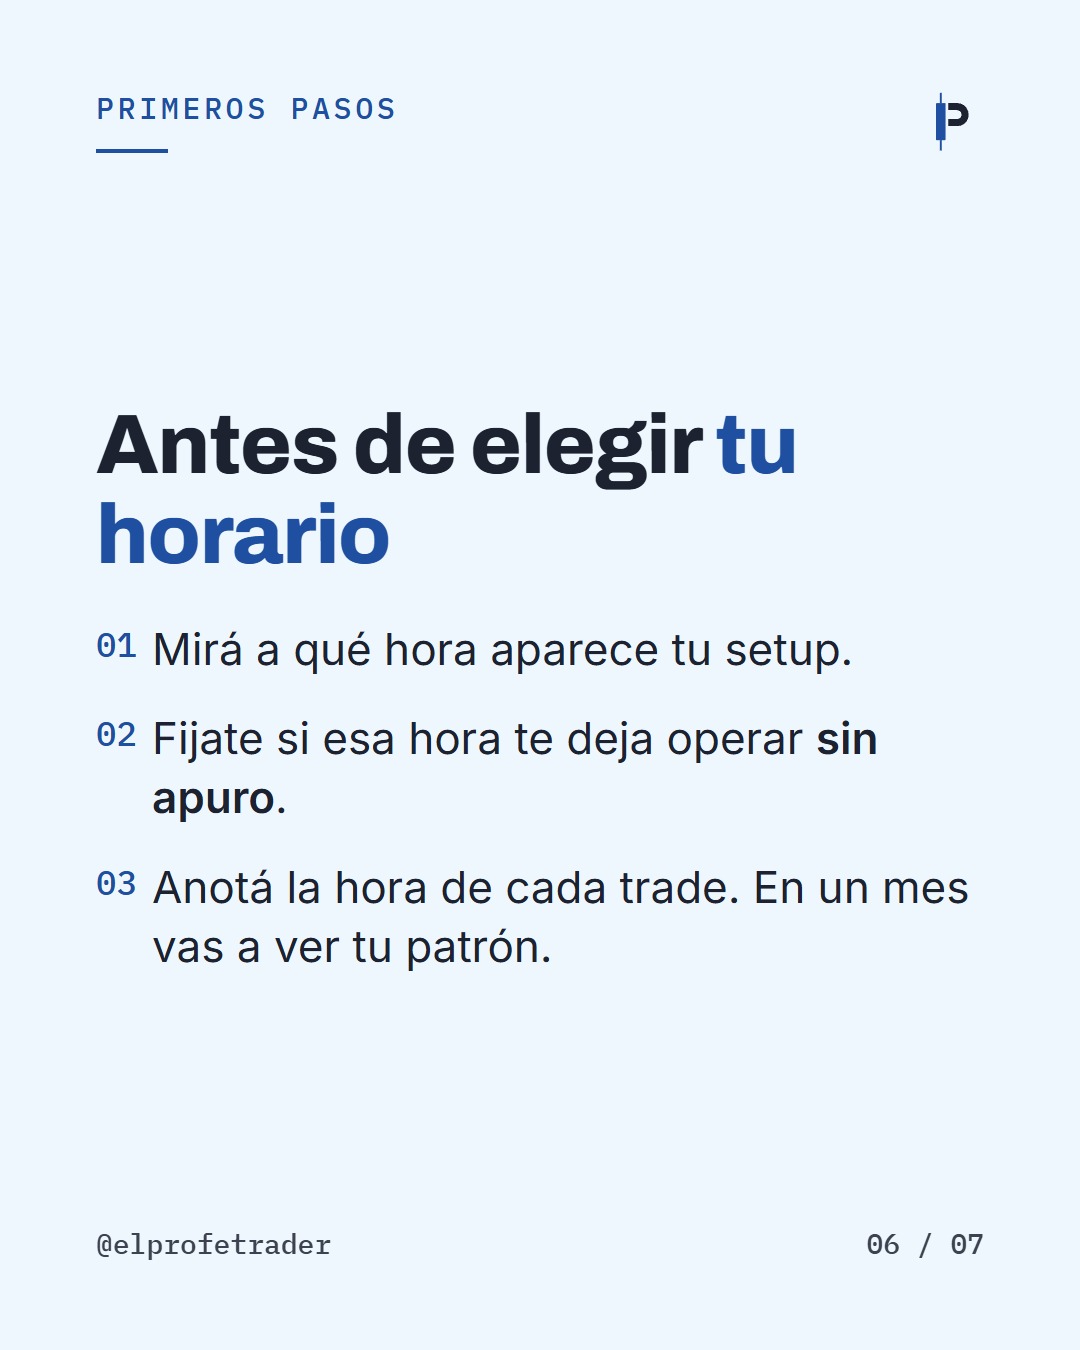 PRIMEROS PASOS
Antes de elegir tu
horario
01 Mirá a qué hora aparece tu setup.
02 Fijate si esa hora te deja operar sin
apuro.
03 Anotá la hora de cada trade. En un mes
vas a ver tu patrón.
@elprofetrader
06 / 07